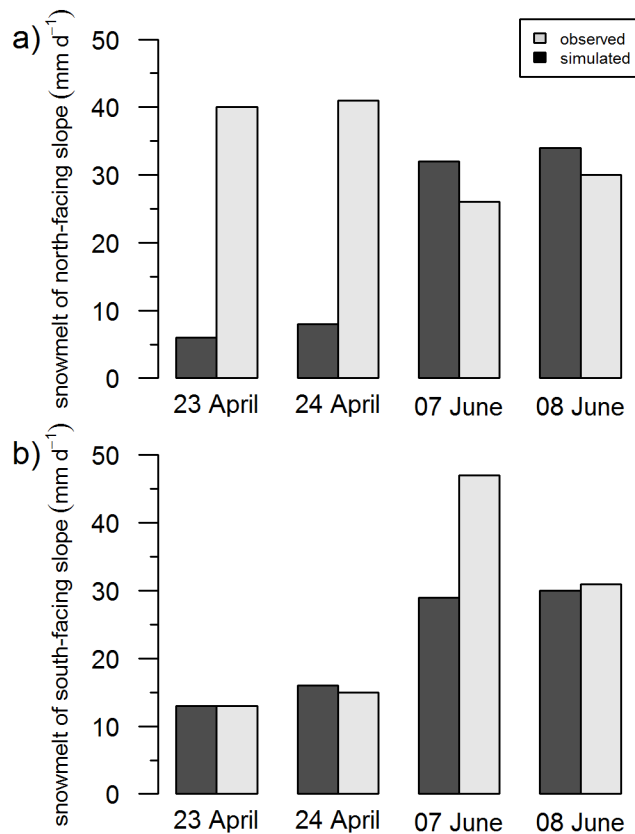 a)
snowmelt of north-facing slope (mm d⁻¹)
50
40
30
20
10
0
observed
simulated
23 April
24 April
07 June
08 June
b)
snowmelt of south-facing slope (mm d⁻¹)
50
40
30
20
10
0
23 April
24 April
07 June
08 June